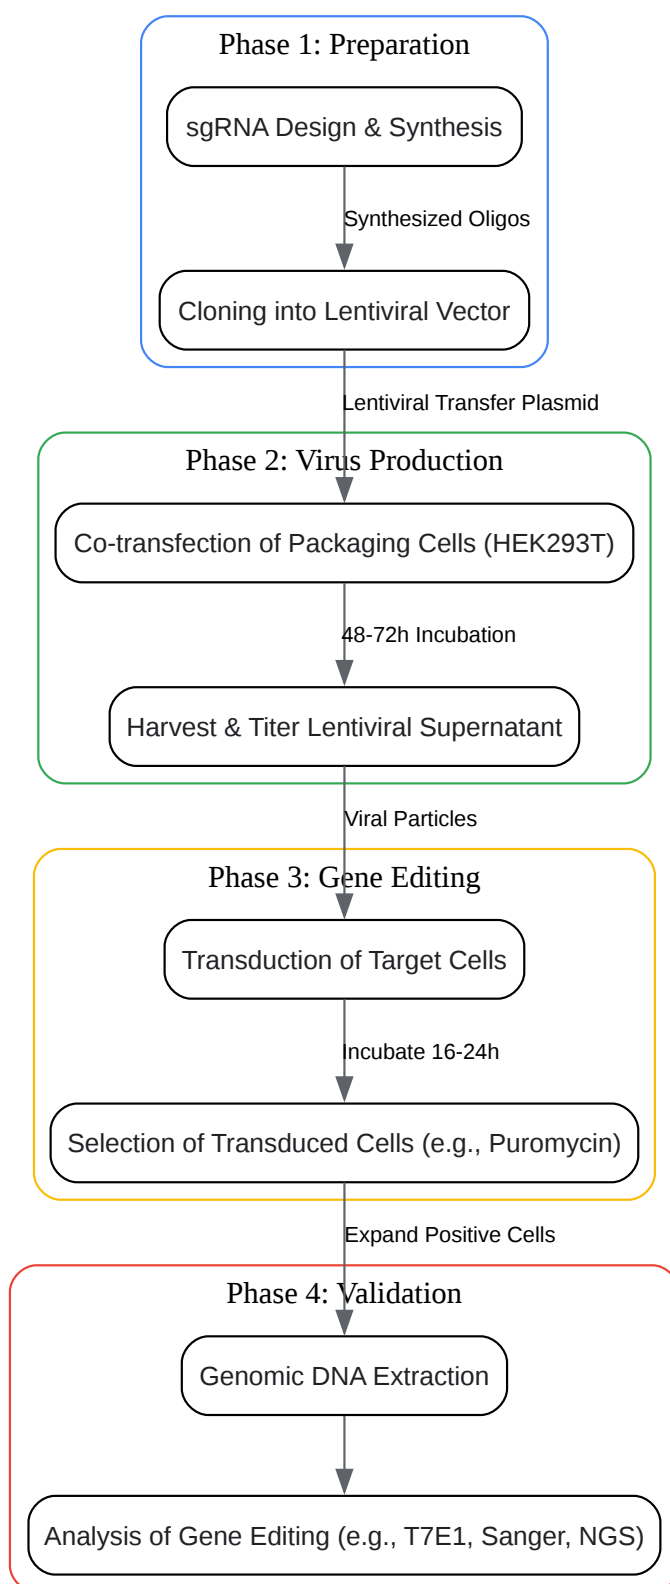 Phase 1: Preparation
sgRNA Design & Synthesis
Synthesized Oligos
Cloning into Lentiviral Vector
Lentiviral Transfer Plasmid
Phase 2: Virus Production
Co-transfection of Packaging Cells (HEK293T)
48-72h Incubation
Harvest & Titer Lentiviral Supernatant
Viral Particles
Phase 3: Gene Editing
Transduction of Target Cells
Incubate 16-24h
Selection of Transduced Cells (e.g., Puromycin)
Expand Positive Cells
Phase 4: Validation
Genomic DNA Extraction
Analysis of Gene Editing (e.g., T7E1, Sanger, NGS)